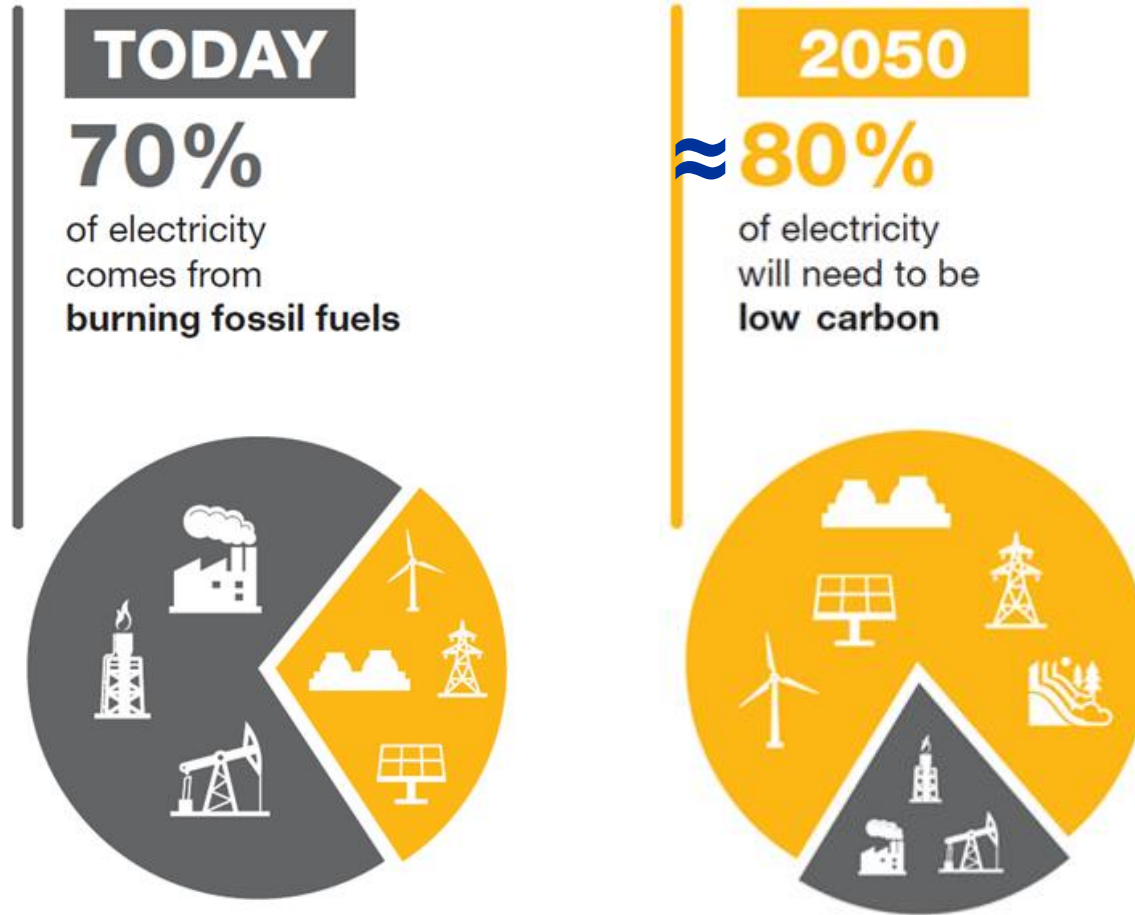 TODAY
70%
of electricity
comes from
burning fossil fuels
2050
≈ 80%
of electricity
will need to be
low carbon